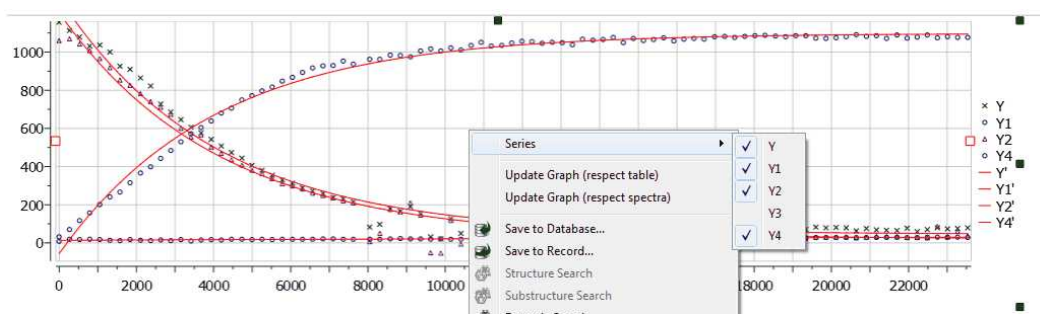 1000
800
600
400
200
0
Y
Y1
Y2
Y4
Y'
Y1'
Y2'
Y4'
Series
Update Graph (respect table)
Update Graph (respect spectra)
Save to Database...
Save to Record...
Structure Search
Substructure Search
Y
Y1
Y2
Y3
Y4
0 2000 4000 6000 8000 10000 18000 20000 22000